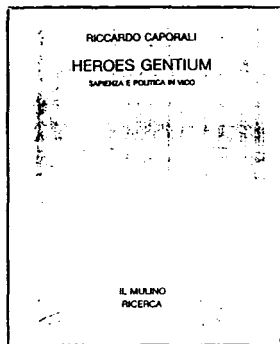 RICCARDO CAPORALI
HEROES GENTIUM
SAPIENZA E POLITICA IN VICO
IL MULINO
RICERCA